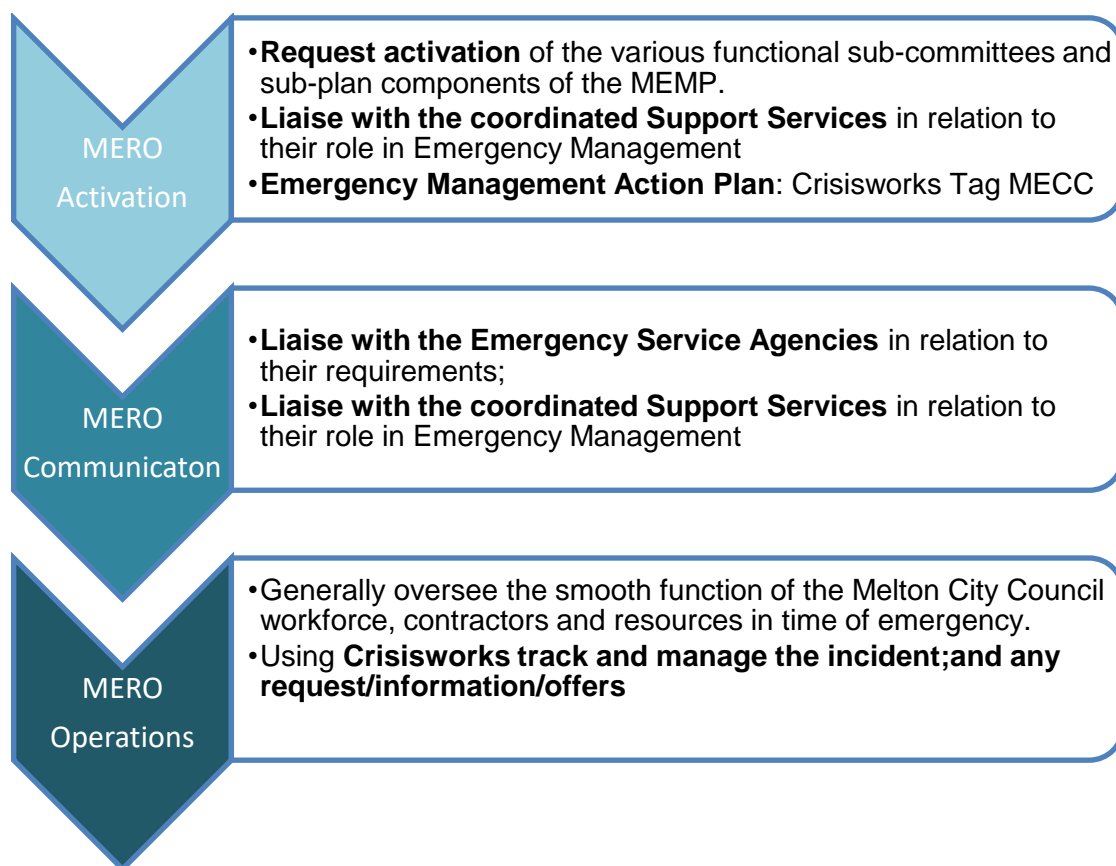 MERO
Activation
•Request activation of the various functional sub-committees and
sub-plan components of the MEMP.
•Liaise with the coordinated Support Services in relation to
their role in Emergency Management
•Emergency Management Action Plan: Crisisworks Tag MECC
MERO
Communicaton
•Liaise with the Emergency Service Agencies in relation to
their requirements;
•Liaise with the coordinated Support Services in relation to
their role in Emergency Management
MERO
Operations
•Generally oversee the smooth function of the Melton City Council
workforce, contractors and resources in time of emergency.
•Using Crisisworks track and manage the incident;and any
request/information/offers